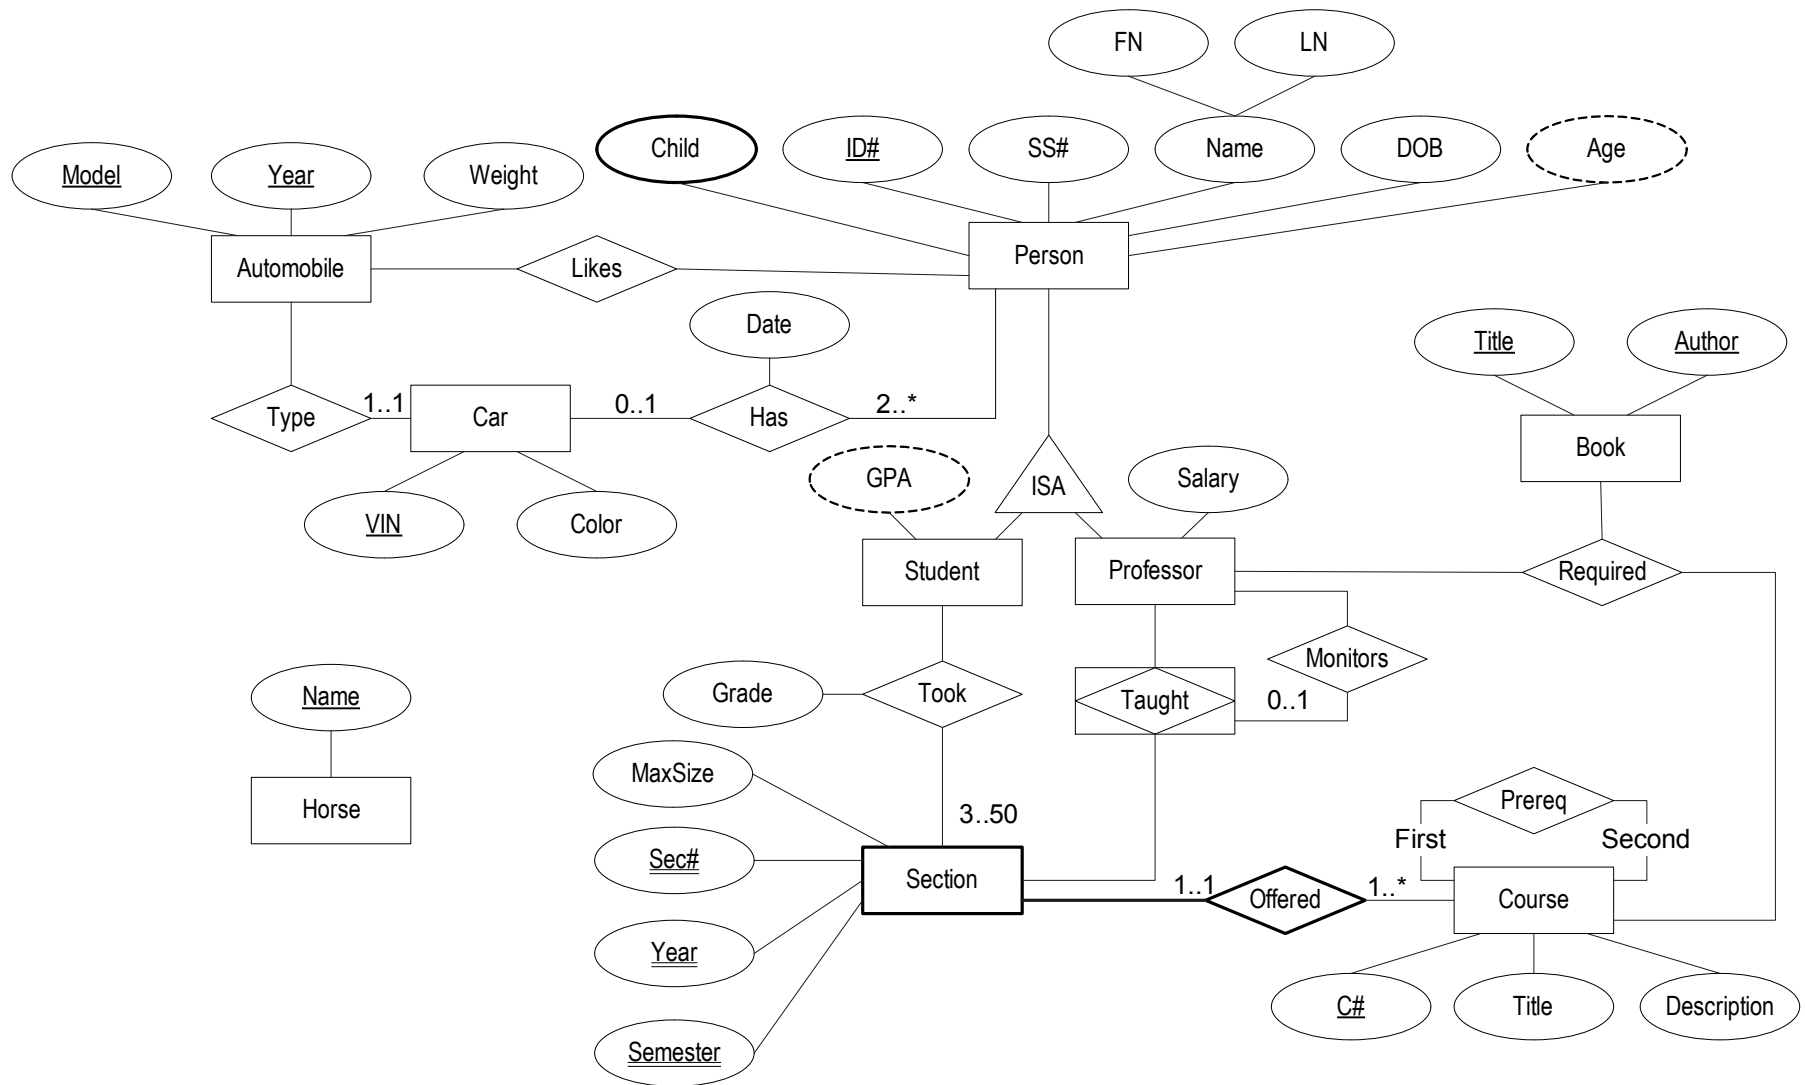 FN
LN
Child
ID#
SS#
Name
DOB
Age
Model
Year
Weight
Automobile
Likes
Person
Date
Title
Author
Type
1..1
Car
0..1
Has
2..*
Book
GPA
ISA
Salary
VIN
Color
Student
Professor
Required
Monitors
Name
Grade
Took
Taught
0..1
MaxSize
Horse
3..50
Prereq
First
Second
Sec#
Section
1..1
Offered
1..*
Course
Year
C#
Title
Description
Semester